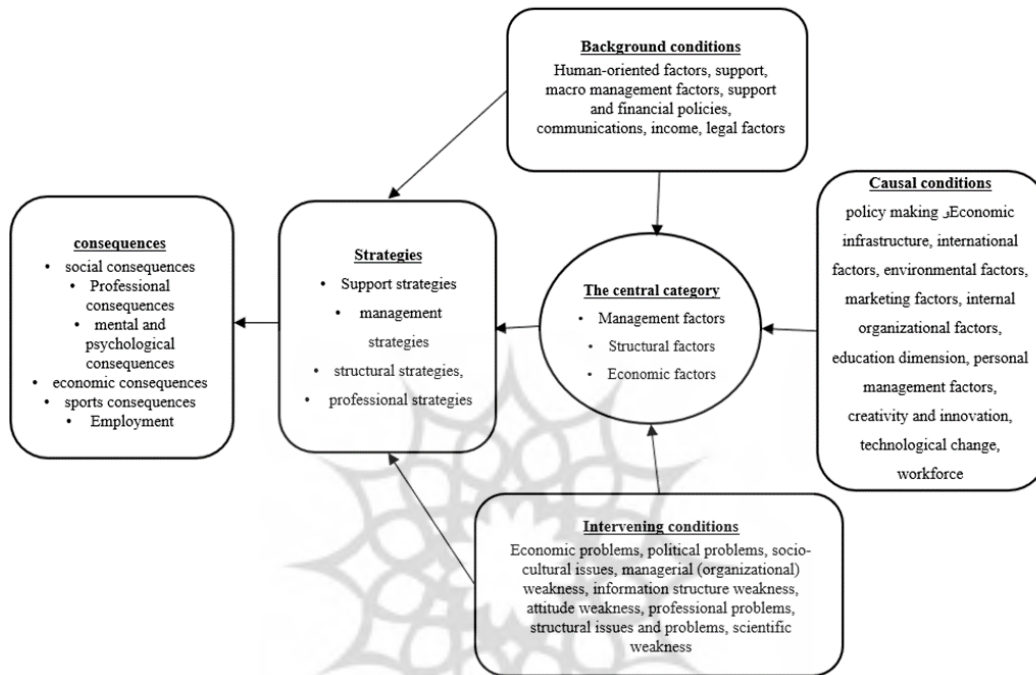 Background conditions
Human-oriented factors, support,
macro management factors, support
and financial policies,
communications, income, legal factors
Causal conditions
policy making و Economic
infrastructure, international
factors, environmental factors,
marketing factors, internal
organizational factors,
education dimension, personal
management factors,
creativity and innovation,
technological change,
workforce
The central category
• Management factors
• Structural factors
• Economic factors
Strategies
• Support strategies
• management
strategies
• structural strategies,
• professional strategies
consequences
• social consequences
• Professional
consequences
• mental and
psychological
consequences
• economic consequences
• sports consequences
• Employment
Intervening conditions
Economic problems, political problems, socio-
cultural issues, managerial (organizational)
weakness, information structure weakness,
attitude weakness, professional problems,
structural issues and problems, scientific
weakness